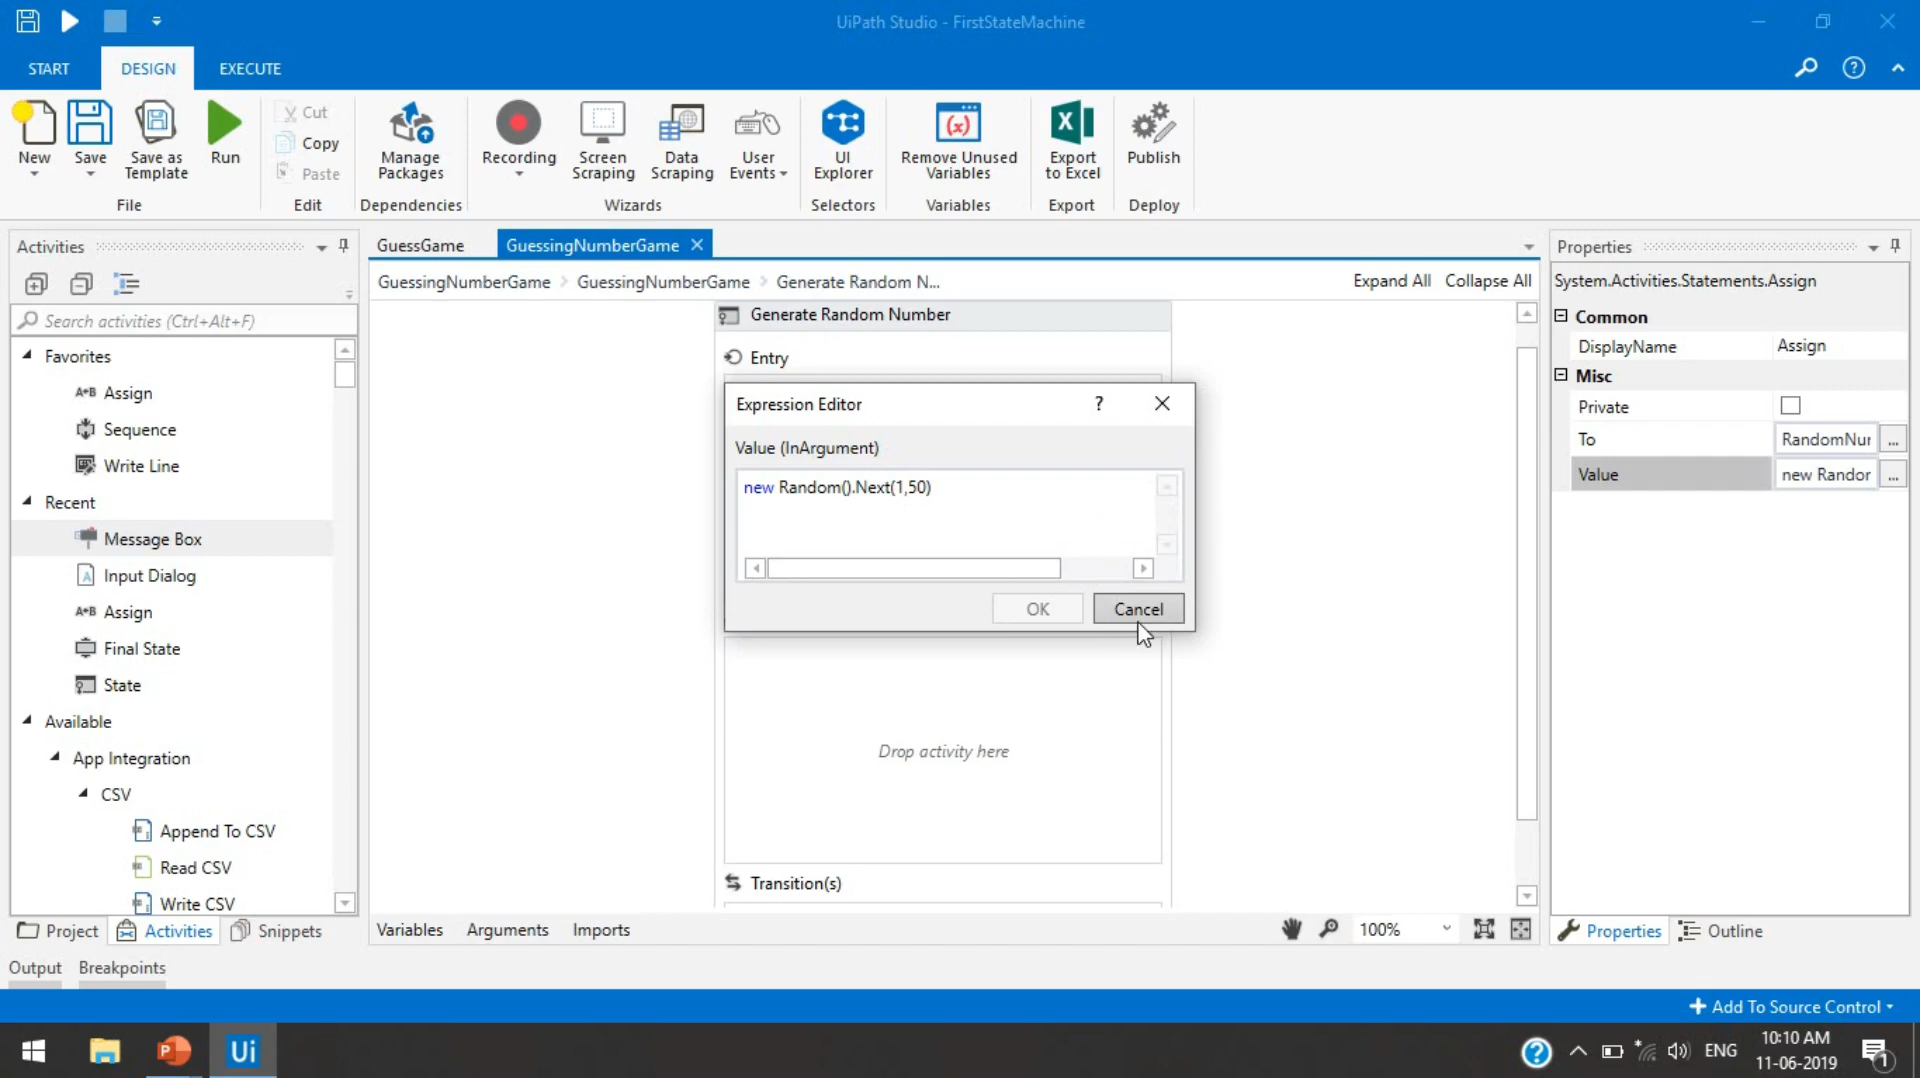 UiPath Studio - FirstStateMachine
START
DESIGN
EXECUTE
New
Save
Save as
Template
Run
Cut
Copy
Paste
Manage
Packages
Recording
Screen
Scraping
Data
Scraping
User
Events
UI
Explorer
Remove Unused
Variables
Export
to Excel
Publish
File
Edit
Dependencies
Wizards
Selectors
Variables
Export
Deploy
Activities
Search activities (Ctrl+Alt+F)
Favorites
A+B Assign
Sequence
Write Line
Recent
Message Box
Input Dialog
A+B Assign
Final State
State
Available
App Integration
CSV
Append To CSV
Read CSV
Write CSV
Project
Activities
Snippets
GuessGame
GuessingNumberGame
GuessingNumberGame > GuessingNumberGame > Generate Random N...
Expand All
Collapse All
Generate Random Number
Entry
Expression Editor
?
Value (InArgument)
new Random().Next(1,50)
OK
Cancel
Drop activity here
Transition(s)
Variables
Arguments
Imports
100%
Properties
System.Activities.Statements.Assign
Common
DisplayName
Assign
Misc
Private
To
RandomNur
...
Value
new Randor
...
Properties
Outline
Output
Breakpoints
Add To Source Control
P
Ui
ENG
10:10 AM
11-06-2019
1